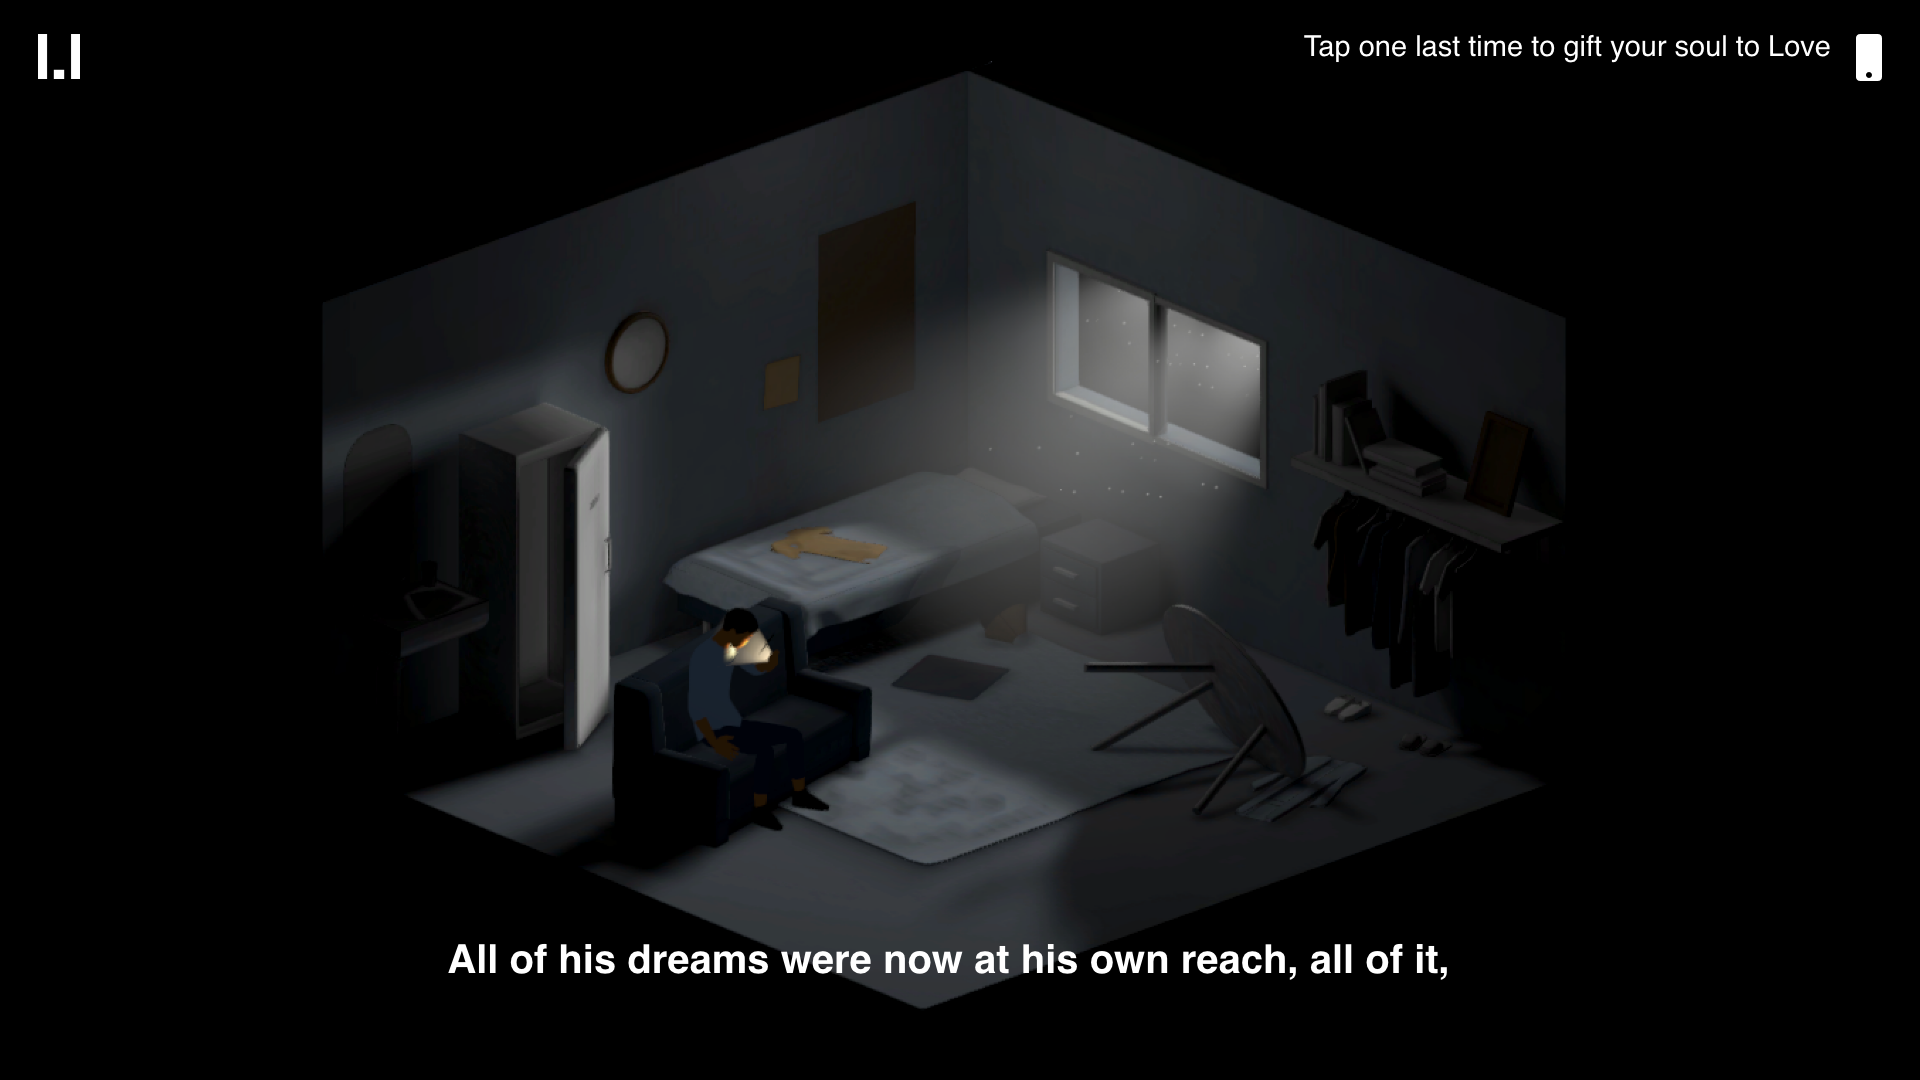 Tap one last time to gift your soul to Love
All of his dreams were now at his own reach, all of it,